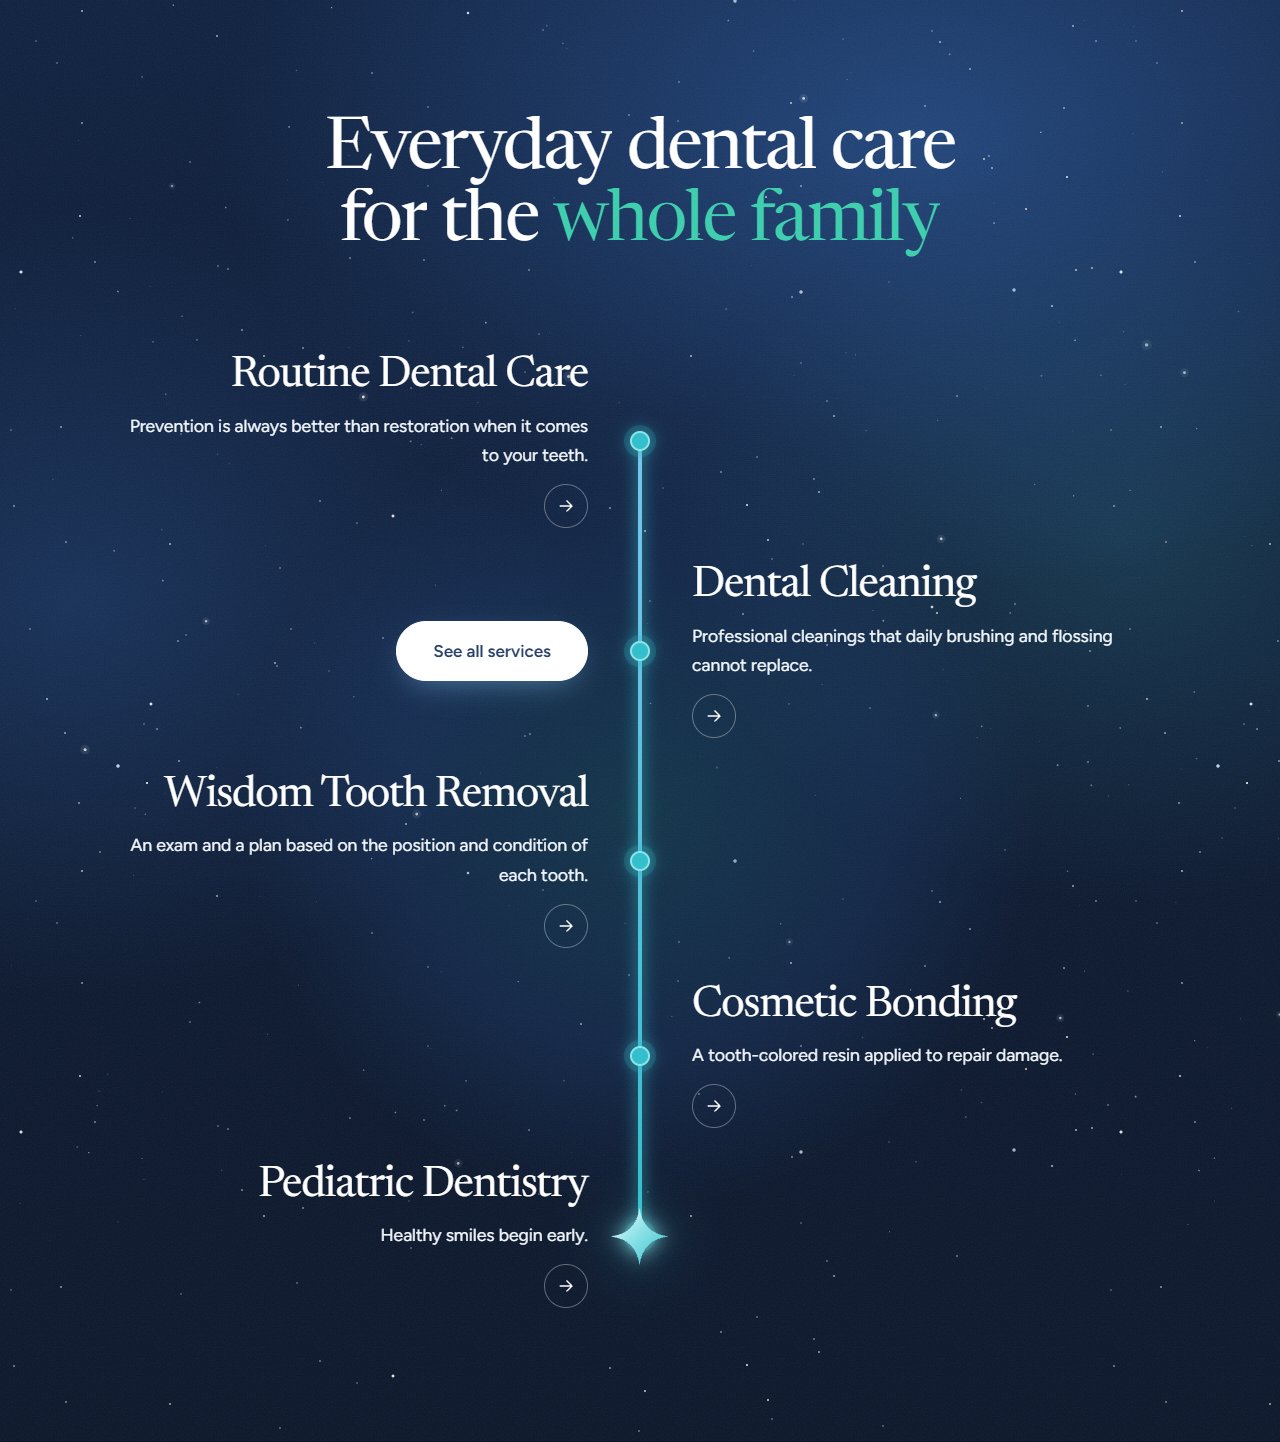 Everyday dental care
for the whole family
Routine Dental Care
Prevention is always better than restoration when it comes
to your teeth.
Dental Cleaning
Professional cleanings that daily brushing and flossing
cannot replace.
See all services
Wisdom Tooth Removal
An exam and a plan based on the position and condition of
each tooth.
Cosmetic Bonding
A tooth-colored resin applied to repair damage.
Pediatric Dentistry
Healthy smiles begin early.